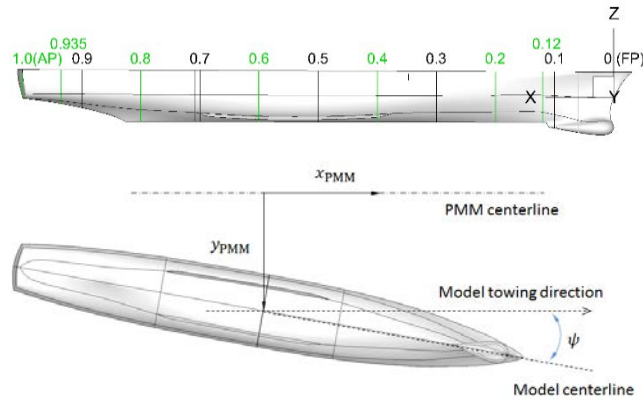 Z
0.935
0.12
1.0(AP) 0.9 0.8 0.7 0.6 0.5 0.4 0.3 0.2 0.1 0 (FP)
X Y
xPMM
PMM centerline
yPMM
Model towing direction
ψ
Model centerline